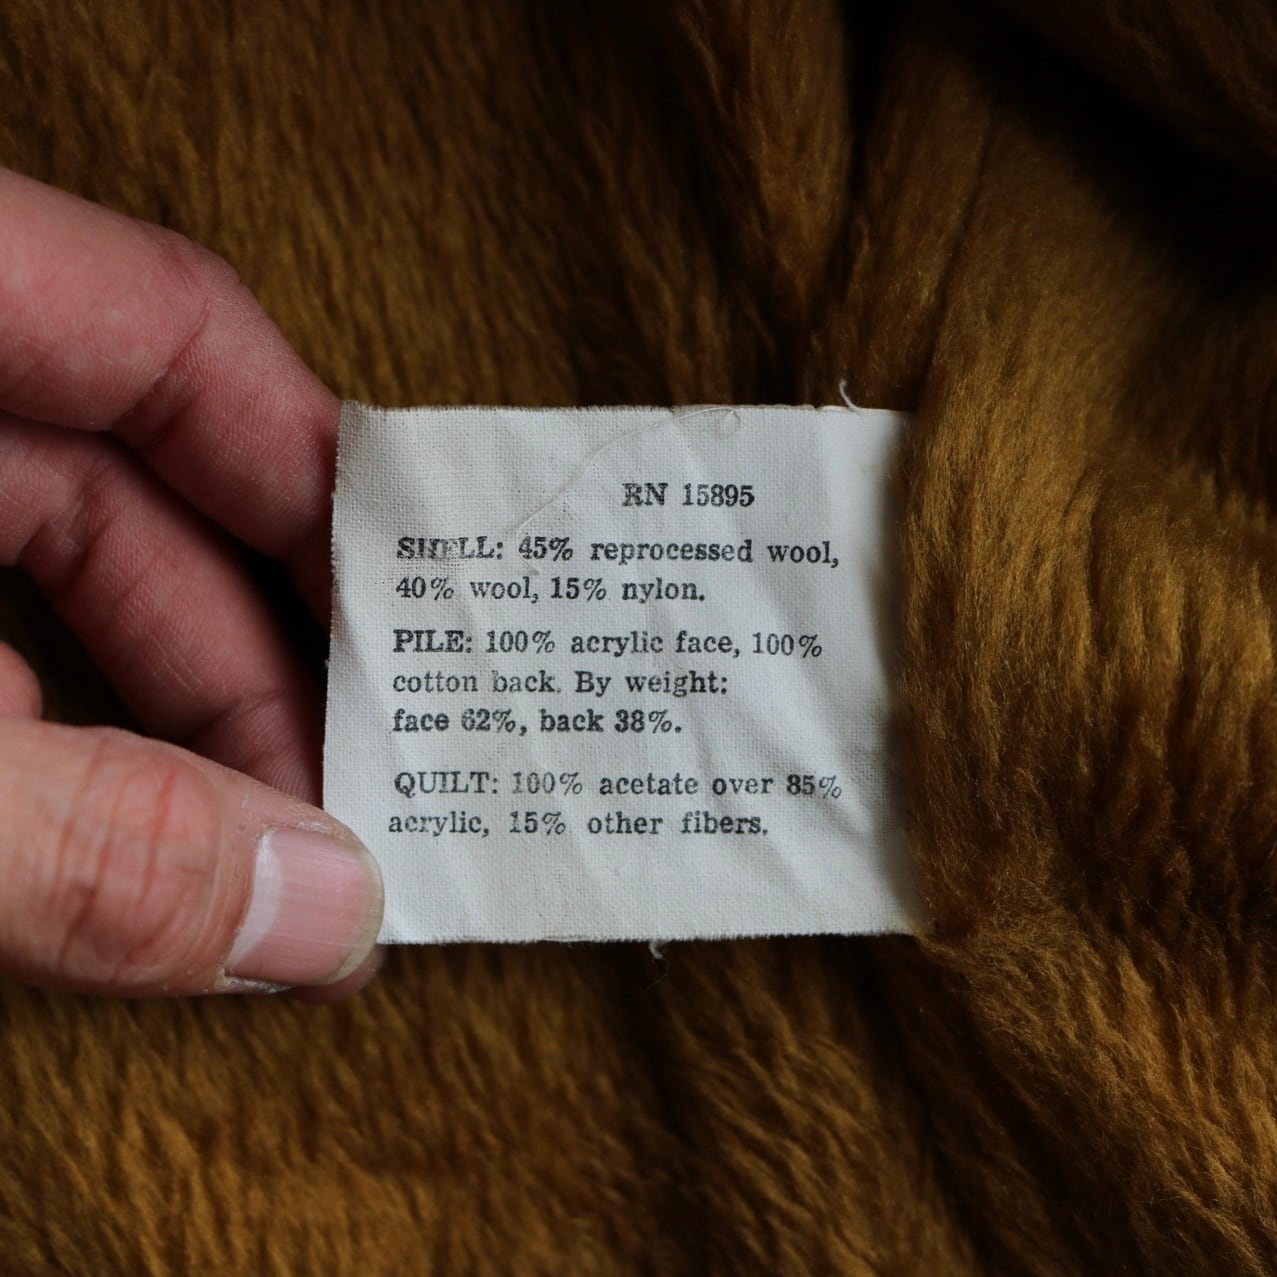 RN 15895
SHELL: 45% reprocessed wool,
40% wool, 15% nylon.
PILE: 100% acrylic face, 100%
cotton back. By weight:
face 62%, back 38%.
QUILT: 100% acetate over 85%
acrylic, 15% other fibers.